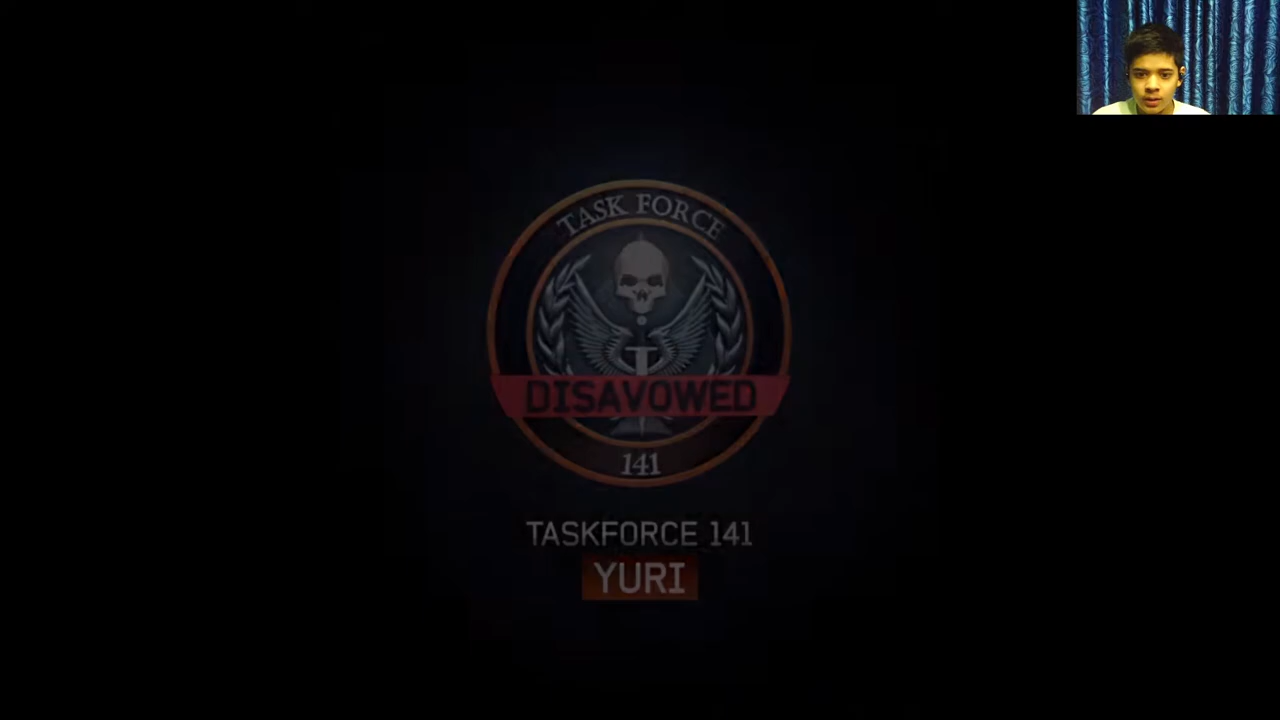 TASK FORCE
DISAVOWED
141
TASKFORCE 141
YURI